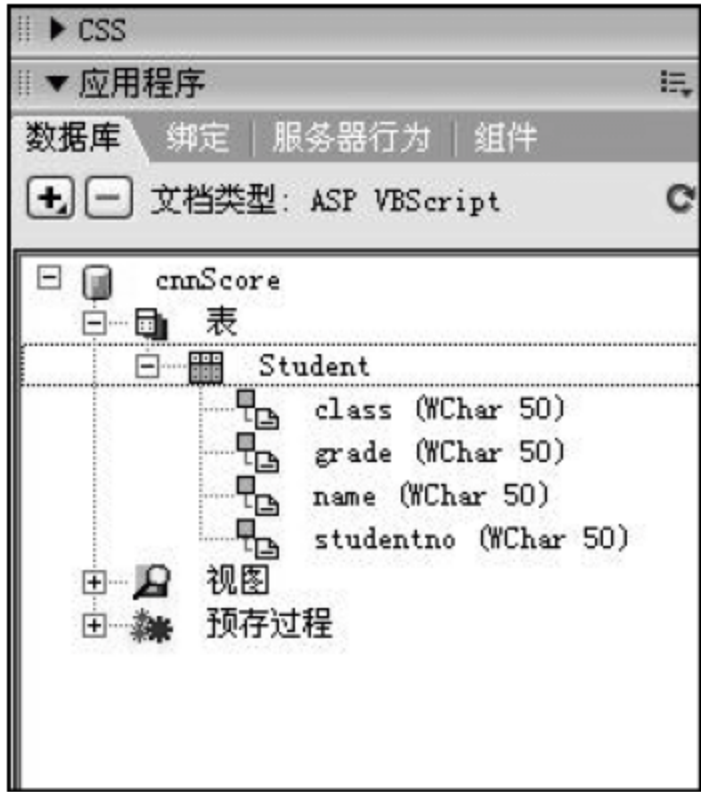 CSS
应用程序
数据库 绑定 服务器行为 组件
文档类型: ASP VBScript
cnnScore
表
Student
class (WChar 50)
grade (WChar 50)
name (WChar 50)
studentno (WChar 50)
视图
预存过程